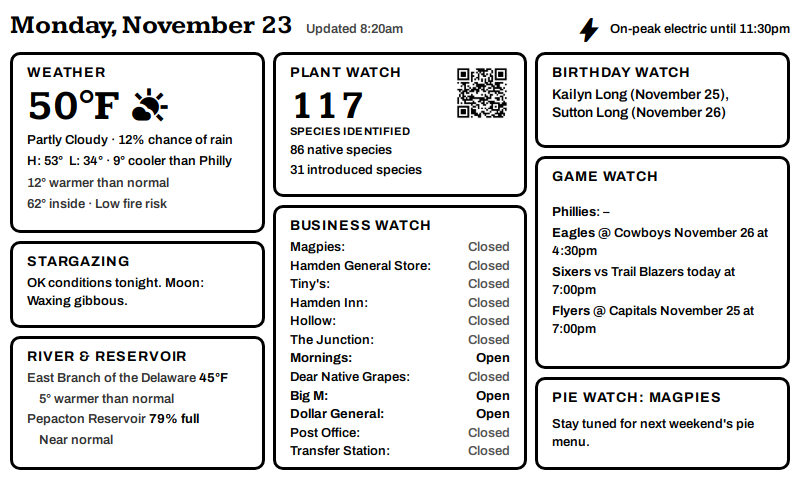 Monday, November 23 Updated 8:20am
On-peak electric until 11:30pm
WEATHER
50°F
Partly Cloudy · 12% chance of rain
H: 53° L: 34° · 9° cooler than Philly
12° warmer than normal
62° inside · Low fire risk
STARGAZING
OK conditions tonight. Moon:
Waxing gibbous.
RIVER & RESERVOIR
East Branch of the Delaware 45°F
5° warmer than normal
Pepacton Reservoir 79% full
Near normal
PLANT WATCH
117
SPECIES IDENTIFIED
86 native species
31 introduced species
BUSINESS WATCH
Magpies: Closed
Hamden General Store: Closed
Tiny's: Closed
Hamden Inn: Closed
Hollow: Closed
The Junction: Closed
Mornings: Open
Dear Native Grapes: Closed
Big M: Open
Dollar General: Open
Post Office: Closed
Transfer Station: Closed
BIRTHDAY WATCH
Kailyn Long (November 25),
Sutton Long (November 26)
GAME WATCH
Phillies: –
Eagles @ Cowboys November 26 at
4:30pm
Sixers vs Trail Blazers today at
7:00pm
Flyers @ Capitals November 25 at
7:00pm
PIE WATCH: MAGPIES
Stay tuned for next weekend's pie
menu.